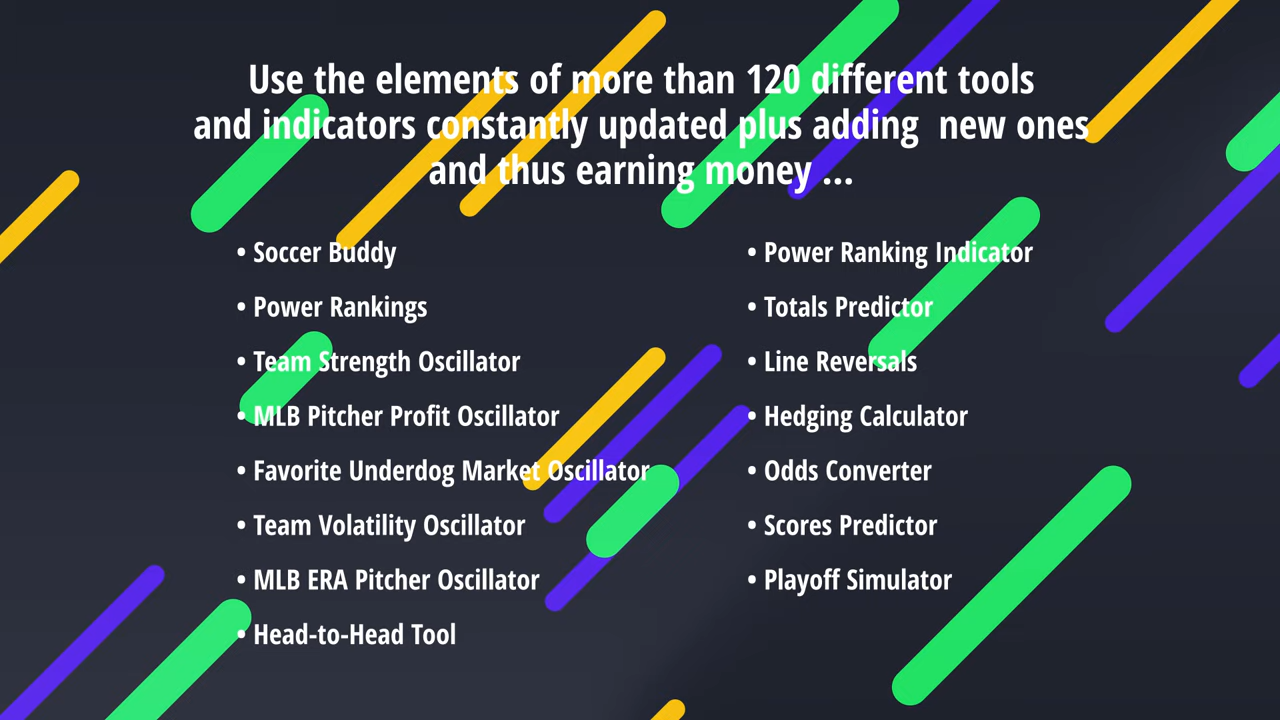 Use the elements of more than 120 different tools
and indicators constantly updated plus adding  new ones
and thus earning money ...
• Soccer Buddy
• Power Rankings
• Team Strength Oscillator
• MLB Pitcher Profit Oscillator
• Favorite Underdog Market Oscillator
• Team Volatility Oscillator
• MLB ERA Pitcher Oscillator
• Head-to-Head Tool
• Power Ranking Indicator
• Totals Predictor
• Line Reversals
• Hedging Calculator
• Odds Converter
• Scores Predictor
• Playoff Simulator